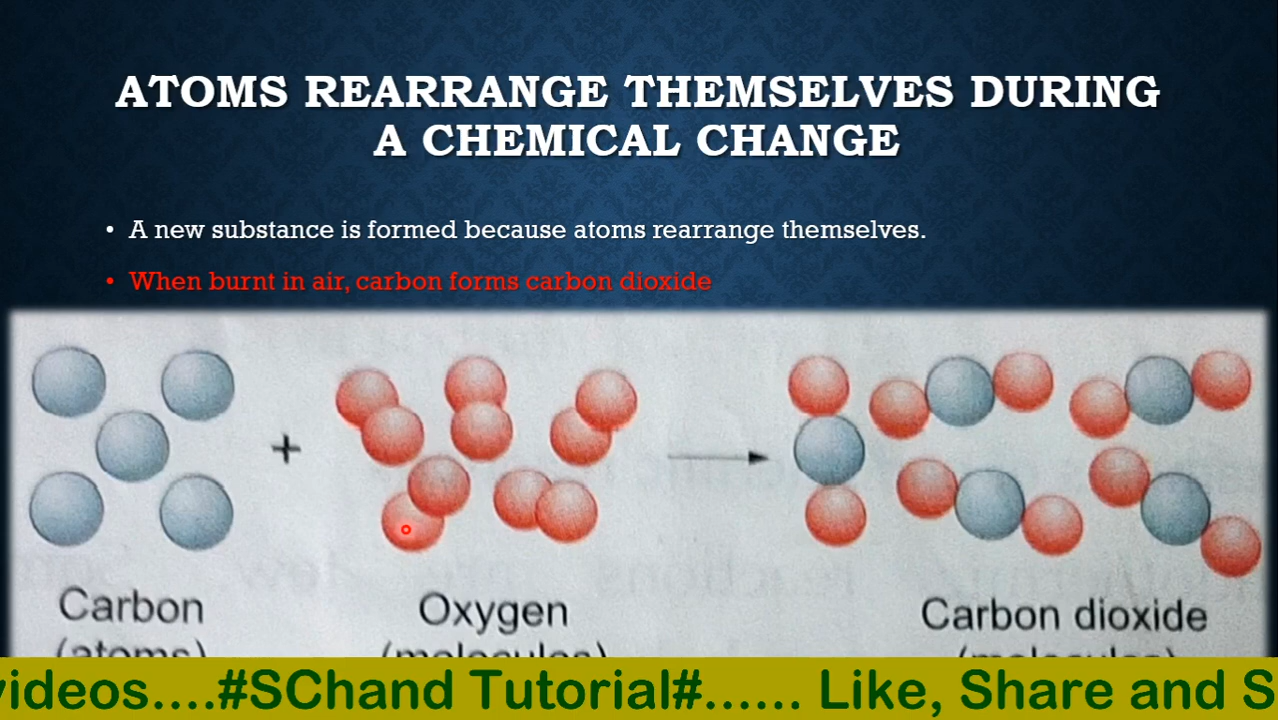 ATOMS REARRANGE THEMSELVES DURING
A CHEMICAL CHANGE
• A new substance is formed because atoms rearrange themselves.
• When burnt in air, carbon forms carbon dioxide
+
Carbon Oxygen Carbon dioxide
(atoms) (molecules) (molecules)
videos....#SChand Tutorial#...... Like, Share and S